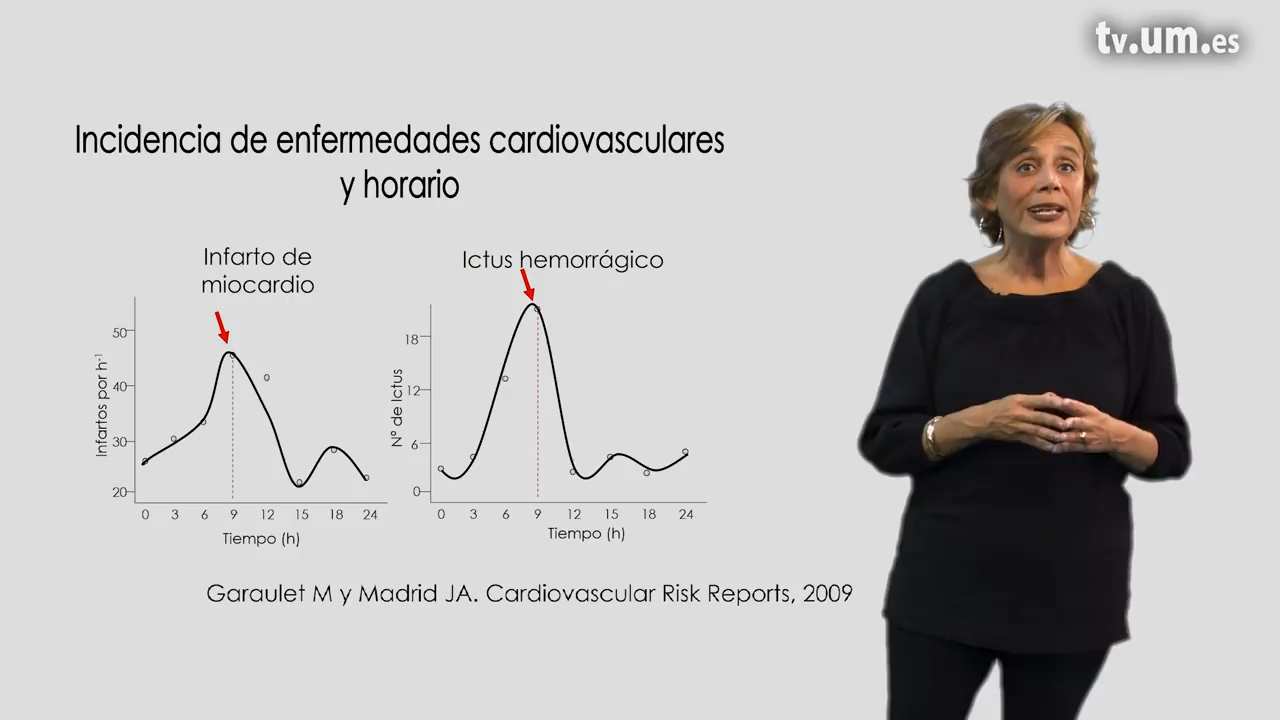 tv.um.es
Incidencia de enfermedades cardiovasculares
y horario
Infarto de
miocardio
Infartos por h⁻¹
50
40
30
20
0 3 6 9 12 15 18 24
Tiempo (h)
Ictus hemorrágico
Nº de Ictus
18
12
6
0
0 3 6 9 12 15 18 24
Tiempo (h)
Garaulet M y Madrid JA. Cardiovascular Risk Reports, 2009